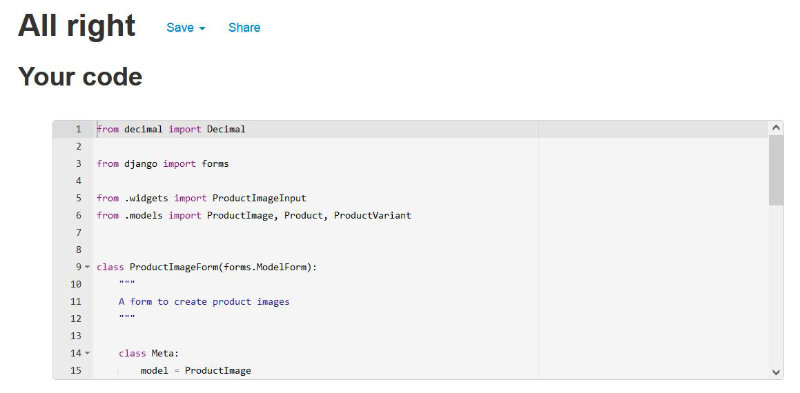 All right Save Share
Your code
1 from decimal import Decimal
2
3 from django import forms
4
5 from .widgets import ProductImageInput
6 from .models import ProductImage, Product, ProductVariant
7
8
9 class ProductImageForm(forms.ModelForm):
10 """
11 A form to create product images
12 """
13
14 class Meta:
15 model = ProductImage